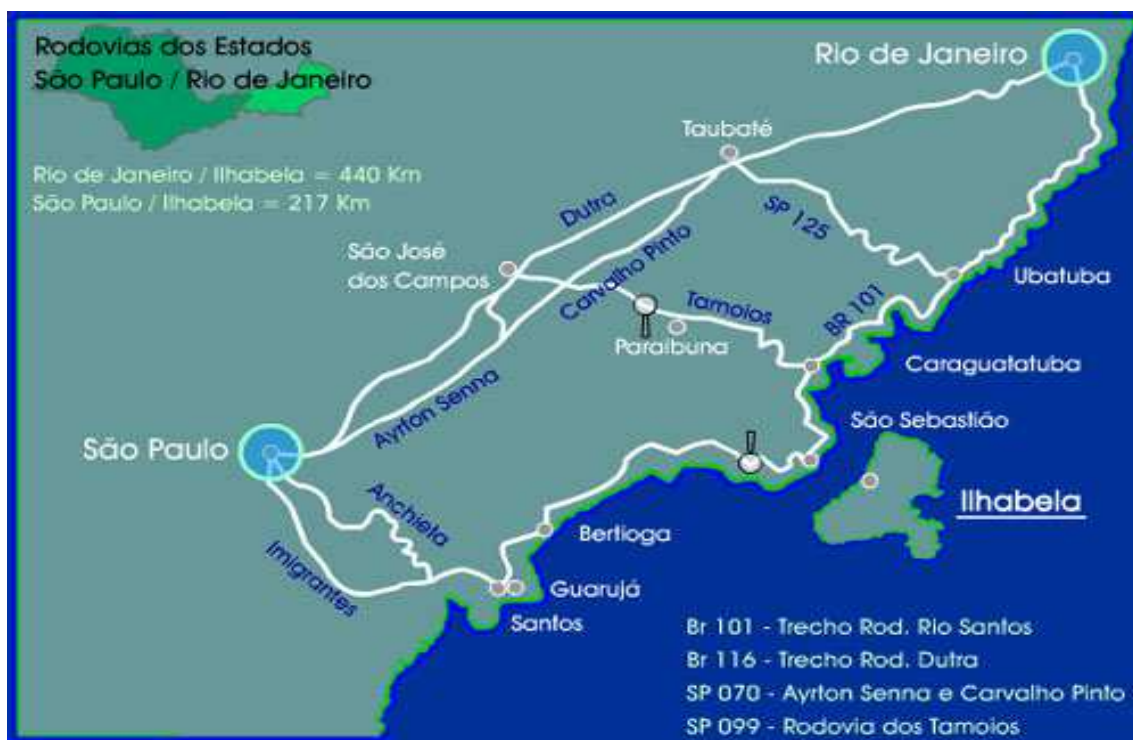 Rodovias dos Estados
São Paulo / Rio de Janeiro
Rio de Janeiro / Ilhabela = 440 Km
São Paulo / Ilhabela = 217 Km
Rio de Janeiro
Taubaté
Dutra
SP 125
São José
dos Campos
Carvalho Pinto
Ubatuba
Tamoios
BR 101
Paraibuna
Caraguatatuba
Ayrton Senna
São Sebastião
São Paulo
Ilhabela
Anchieta
Bertioga
Imigrantes
Guarujá
Santos
Br 101 - Trecho Rod. Rio Santos
Br 116 - Trecho Rod. Dutra
SP 070 - Ayrton Senna e Carvalho Pinto
SP 099 - Rodovia dos Tamoios